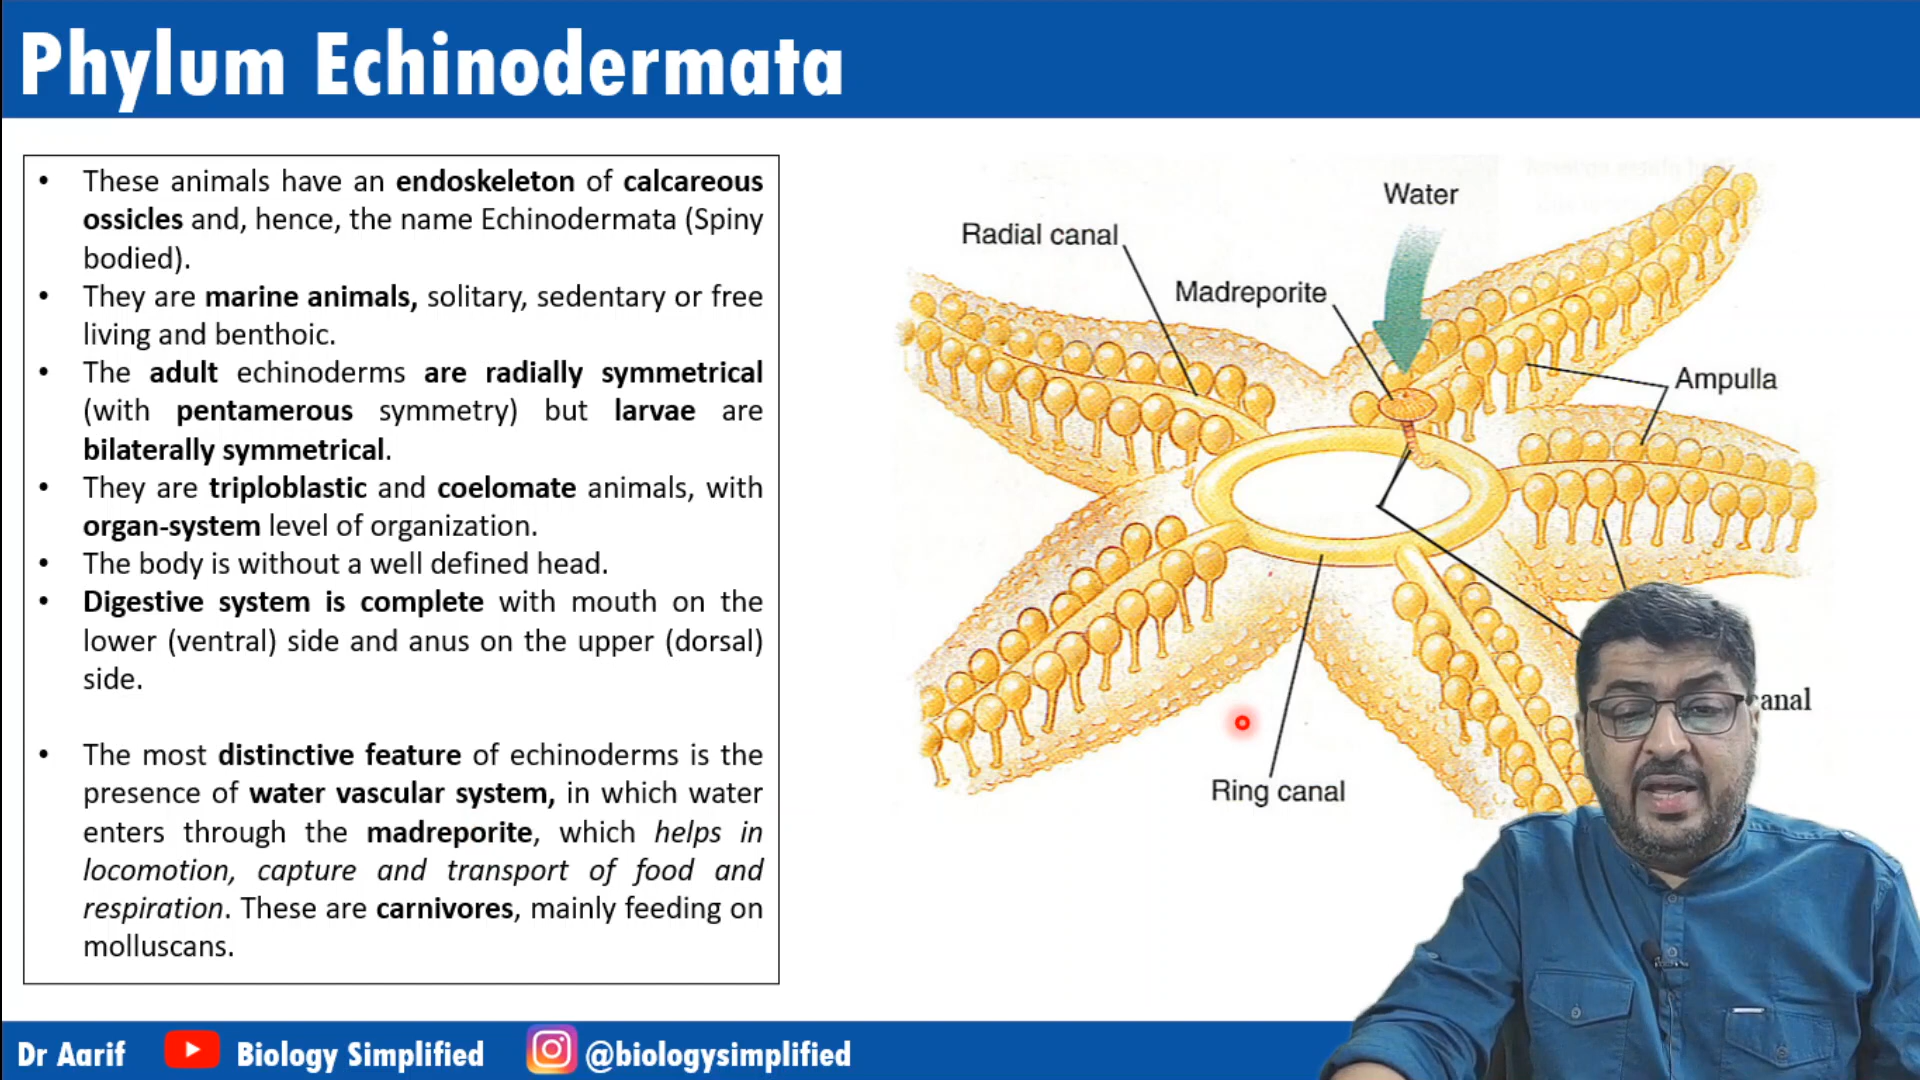 Phylum Echinodermata
• These animals have an endoskeleton of calcareous
ossicles and, hence, the name Echinodermata (Spiny
bodied).
• They are marine animals, solitary, sedentary or free
living and benthoic.
• The adult echinoderms are radially symmetrical
(with pentamerous symmetry) but larvae are
bilaterally symmetrical.
• They are triploblastic and coelomate animals, with
organ-system level of organization.
• The body is without a well defined head.
• Digestive system is complete with mouth on the
lower (ventral) side and anus on the upper (dorsal)
side.
• The most distinctive feature of echinoderms is the
presence of water vascular system, in which water
enters through the madreporite, which helps in
locomotion, capture and transport of food and
respiration. These are carnivores, mainly feeding on
molluscans.
Water
Radial canal
Madreporite
Ampulla
anal
Ring canal
Dr Aarif
Biology Simplified
@biologysimplified